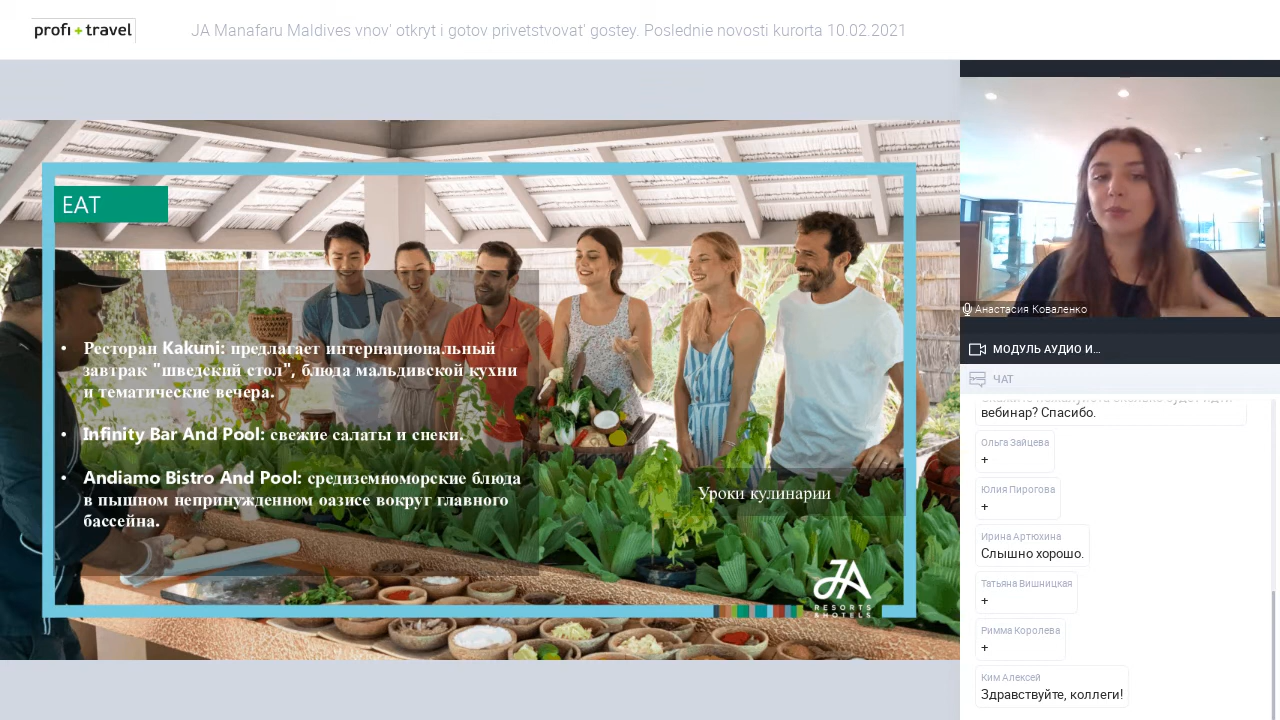 profi + travel
JA Manafaru Maldives vnov' otkryt i gotov privetstvovat' gostey. Poslednie novosti kurorta 10.02.2021
EAT
• Ресторан Kakuni: предлагает интернациональный
завтрак "шведский стол", блюда мальдивской кухни
и тематические вечера.
• Infinity Bar And Pool: свежие салаты и снеки.
• Andiamo Bistro And Pool: средиземноморские блюда
в пышном непринужденном оазисе вокруг главного
бассейна.
Уроки кулинарии
JA
RESORTS
& HOTELS
Анастасия Коваленко
МОДУЛЬ АУДИО И...
ЧАТ
вебинар? Спасибо.
Ольга Зайцева
+
Юлия Пирогова
+
Ирина Артюхина
Слышно хорошо.
Татьяна Вишницкая
+
Римма Королева
+
Ким Алексей
Здравствуйте, коллеги!